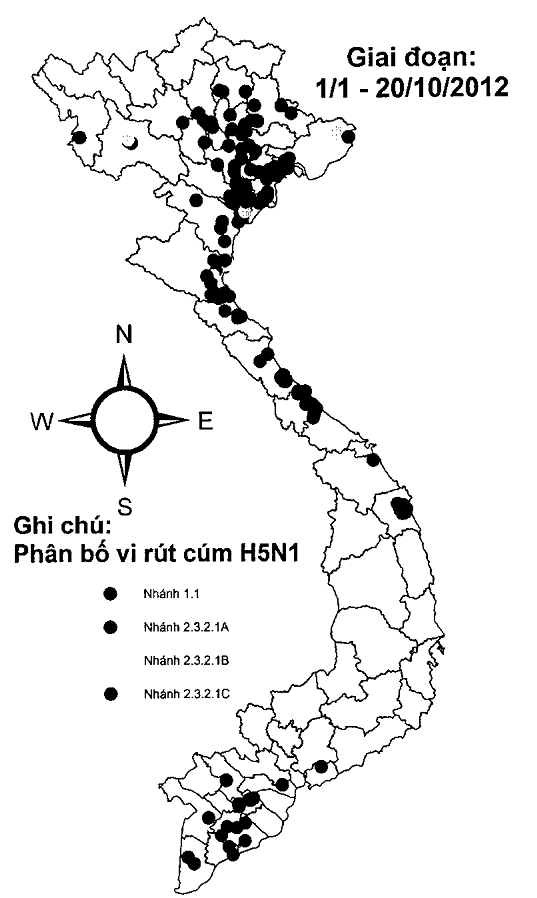 Giai đoạn:
1/1 - 20/10/2012
N
W E
S
Ghi chú:
Phân bố vi rút cúm H5N1
Nhánh 1.1
Nhánh 2.3.2.1A
Nhánh 2.3.2.1B
Nhánh 2.3.2.1C